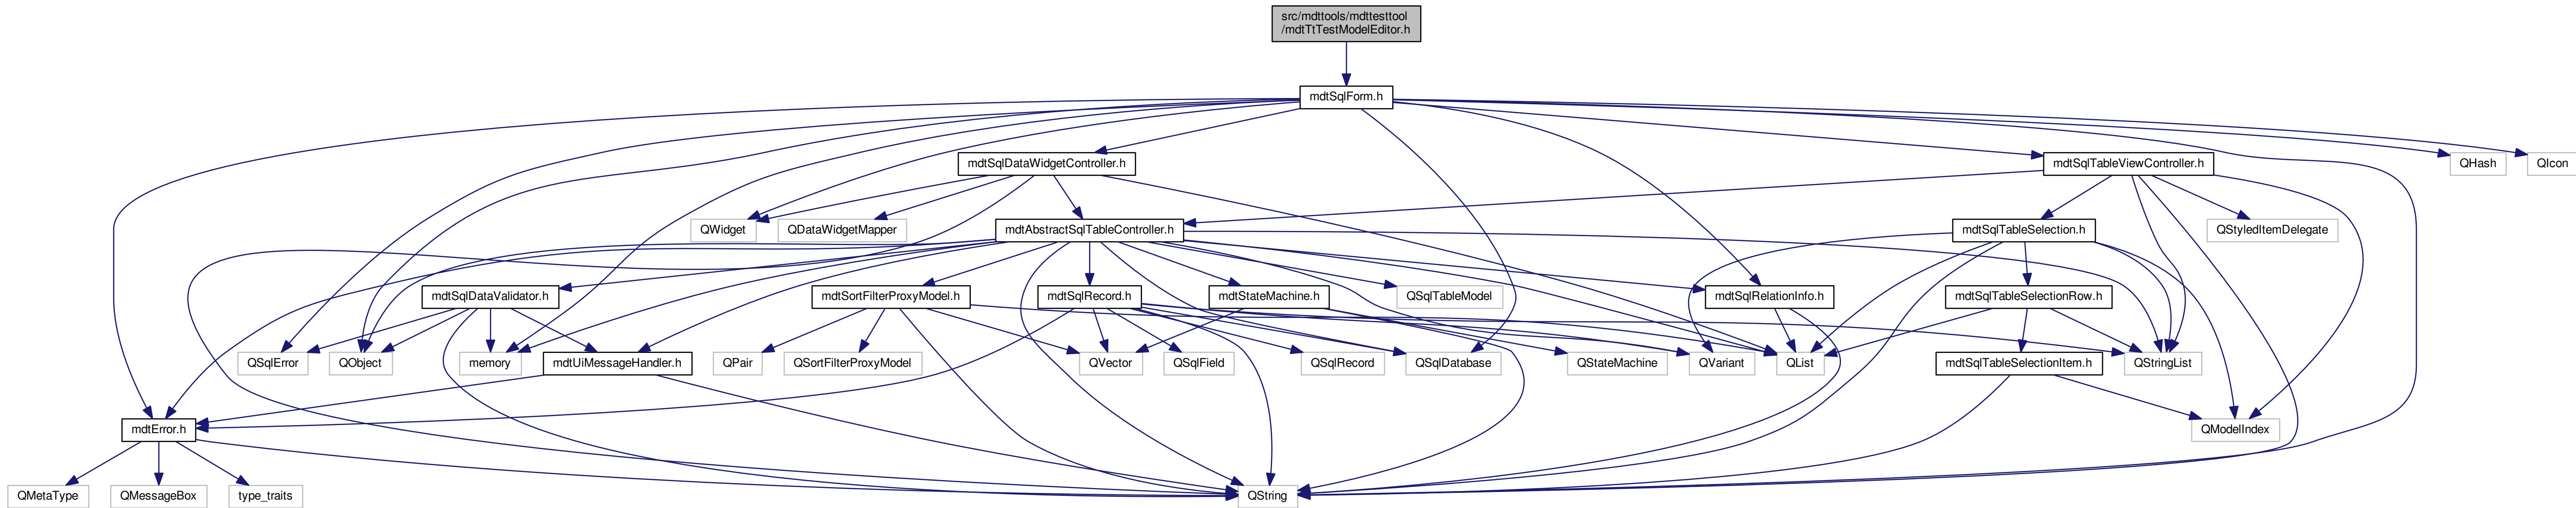 src/mdttools/mdttesttool
/mdtTtTestModelEditor.h
mdtSqlForm.h
mdtSqlDataWidgetController.h
mdtSqlTableViewController.h
QHash
QIcon
QWidget
QDataWidgetMapper
mdtAbstractSqlTableController.h
mdtSqlTableSelection.h
QStyledItemDelegate
mdtSqlDataValidator.h
mdtSortFilterProxyModel.h
mdtSqlRecord.h
mdtStateMachine.h
QSqlTableModel
mdtSqlRelationInfo.h
mdtSqlTableSelectionRow.h
QSqlError
QObject
memory
mdtUiMessageHandler.h
QPair
QSortFilterProxyModel
QVector
QSqlField
QSqlRecord
QSqlDatabase
QStateMachine
QVariant
QList
mdtSqlTableSelectionItem.h
QStringList
mdtError.h
QModelIndex
QMetaType
QMessageBox
type_traits
QString